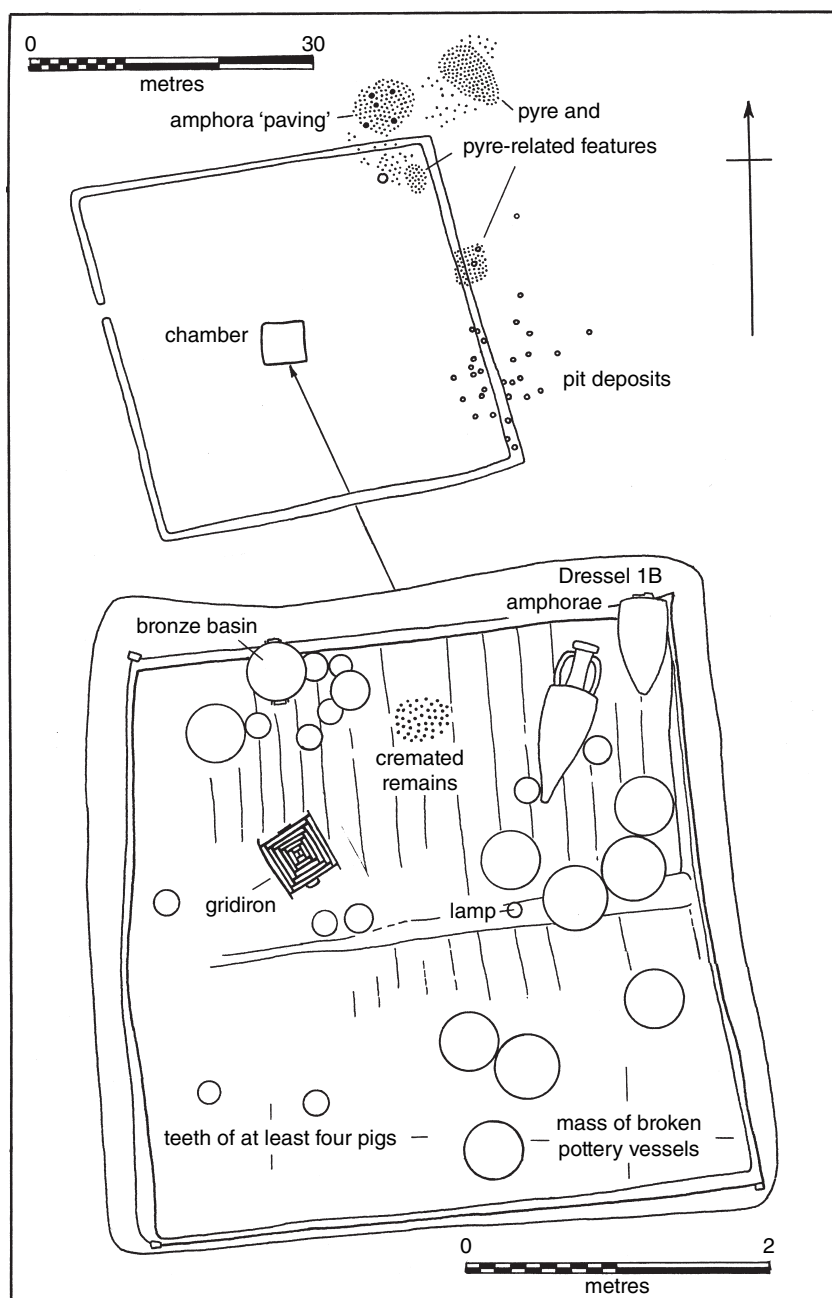 0 30
metres
amphora ‘paving’
pyre and
pyre-related features
chamber
pit deposits
Dressel 1B
amphorae
bronze basin
cremated
remains
gridiron
lamp
teeth of at least four pigs
mass of broken
pottery vessels
0 2
metres